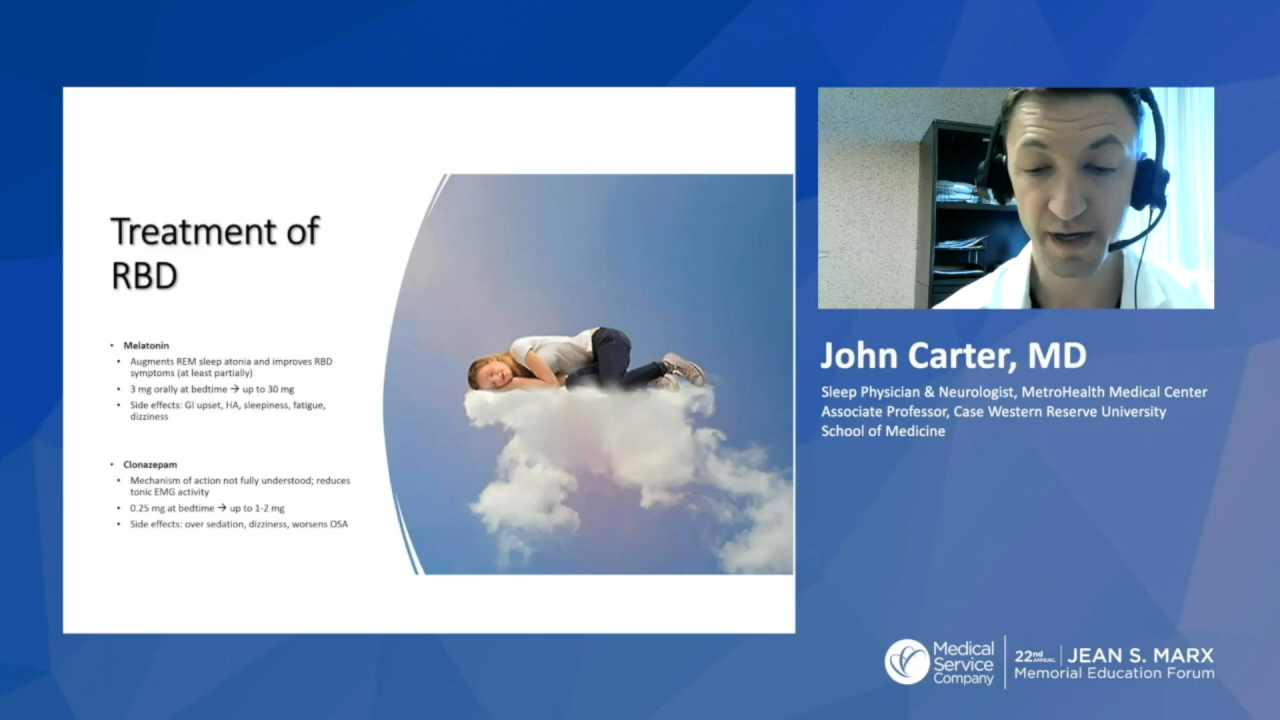 Treatment of
RBD
• Melatonin
• Augments REM sleep atonia and improves RBD
symptoms (at least partially)
• 3 mg orally at bedtime → up to 30 mg
• Side effects: GI upset, HA, sleepiness, fatigue,
dizziness
• Clonazepam
• Mechanism of action not fully understood; reduces
tonic EMG activity
• 0.25 mg at bedtime → up to 1-2 mg
• Side effects: over sedation, dizziness, worsens OSA
John Carter, MD
Sleep Physician & Neurologist, MetroHealth Medical Center
Associate Professor, Case Western Reserve University
School of Medicine
Medical
Service
Company
22nd ANNUAL | JEAN S. MARX
Memorial Education Forum